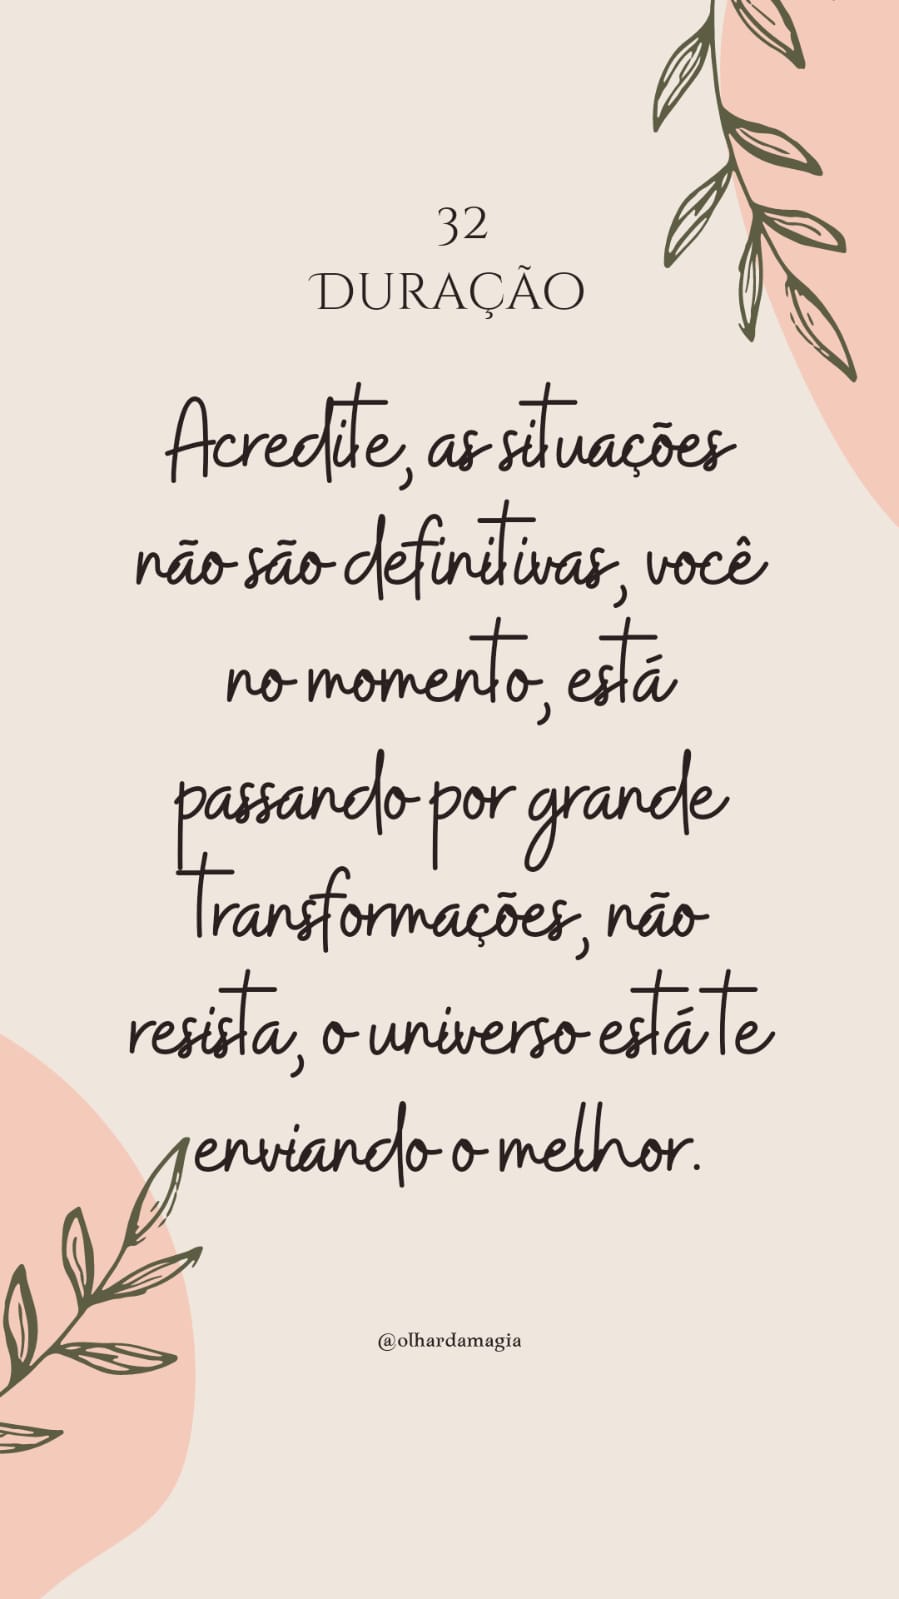 32
DURAÇÃO
Acredite, as situações
não são definitivas, você
no momento, está
passando por grande
transformações, não
resista, o universo está te
enviando o melhor.
@olhardamagia